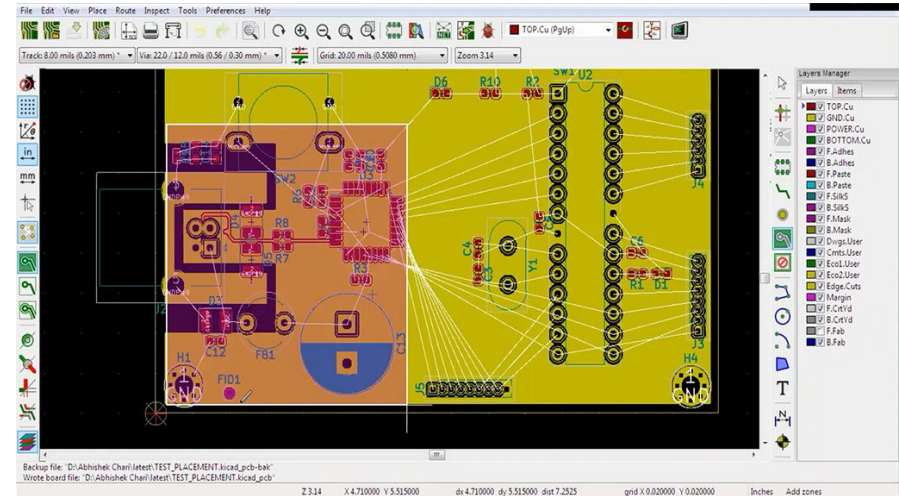 File Edit View Place Route Inspect Tools Preferences Help
TOP.Cu (PgUp)
Track: 8.00 mils (0.203 mm) *
Via: 22.0 / 12.0 mils (0.56 / 0.30 mm) *
Grid: 20.00 mils (0.5080 mm)
Zoom 3.14
Layers Manager
Layers Items
TOP.Cu
GND.Cu
POWER.Cu
BOTTOM.Cu
F.Adhes
B.Adhes
F.Paste
B.Paste
F.SilkS
B.SilkS
F.Mask
B.Mask
Dwgs.User
Cmts.User
Eco1.User
Eco2.User
Edge.Cuts
Margin
F.CrtYd
B.CrtYd
F.Fab
B.Fab
in
mm
D6
R10
R2
SW1
U2
J4
SW2
R8
R7
D5
R3
C4
C3
Y1
C6
R1
D1
J3
J2
C12
FB1
C13
H1
GND
FID1
J5
H4
GND
T
N
Backup file: "D:\Abhishek Chari\latest\TEST_PLACEMENT.kicad_pcb-bak"
Wrote board file: "D:\Abhishek Chari\latest\TEST_PLACEMENT.kicad_pcb"
Z 3.14
X 4.710000 Y 5.515000
dx 4.710000 dy 5.515000 dist 7.2525
grid X 0.020000 Y 0.020000
Inches
Add zones